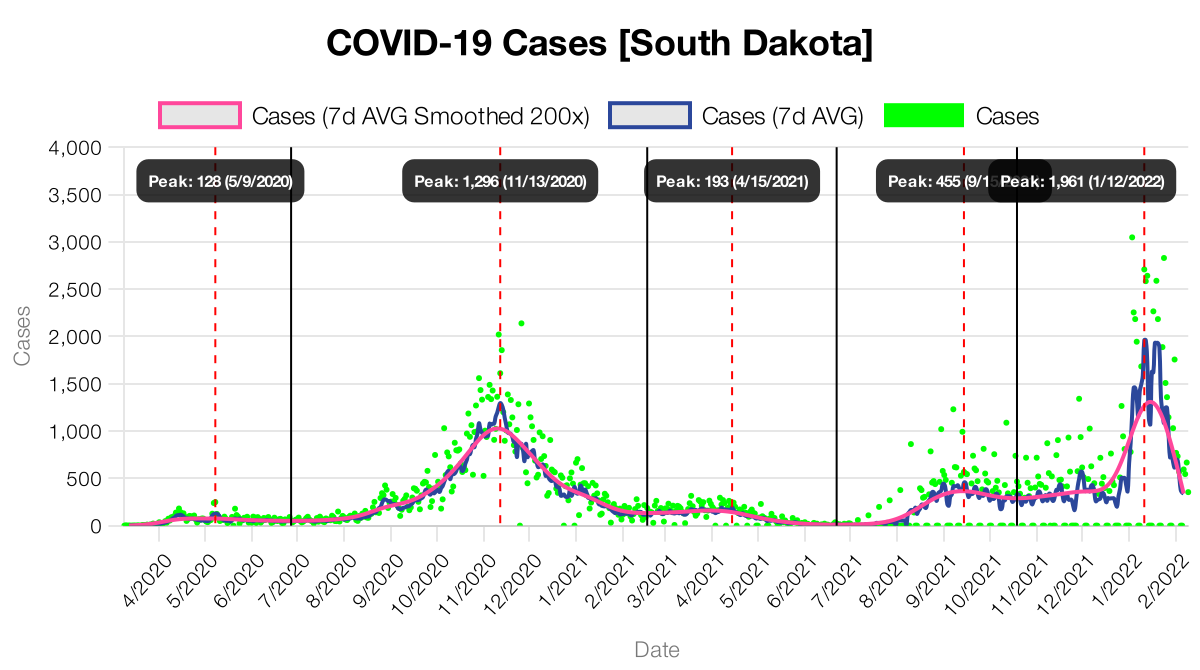 COVID-19 Cases [South Dakota]
Cases (7d AVG Smoothed 200x) Cases (7d AVG) Cases
4,000
Peak: 128 (5/9/2020) Peak: 1,296 (11/13/2020) Peak: 193 (4/15/2021) Peak: 455 Peak: 1,961 (1/12/2022)
3,500
3,000
2,500
2,000
1,500
1,000
500
0
Cases
4/2020 5/2020 6/2020 7/2020 8/2020 9/2020 10/2020 11/2020 12/2020 1/2021 2/2021 3/2021 4/2021 5/2021 6/2021 7/2021 8/2021 9/2021 10/2021 11/2021 12/2021 1/2022 2/2022
Date